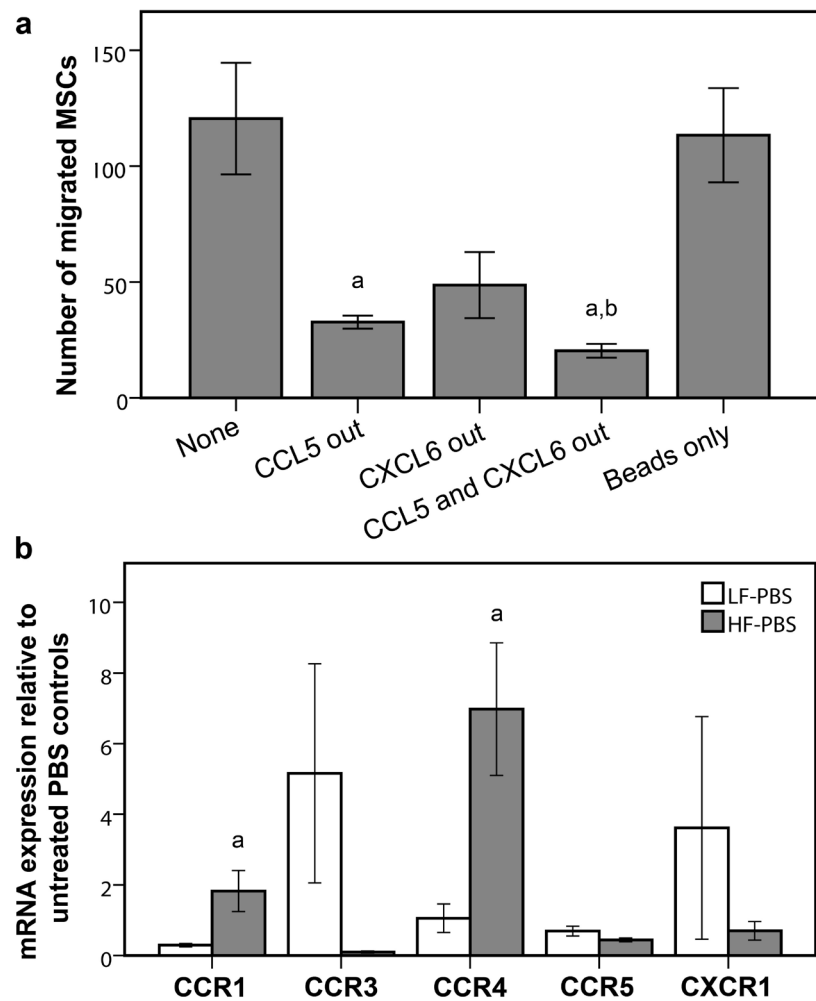 a
Number of migrated MSCs
150
100
50
0
a
a,b
None
CCL5 out
CXCL6 out
CCL5 and CXCL6 out
Beads only
b
mRNA expression relative to
untreated PBS controls
10
8
6
4
2
0
LF-PBS
HF-PBS
a
a
CCR1
CCR3
CCR4
CCR5
CXCR1